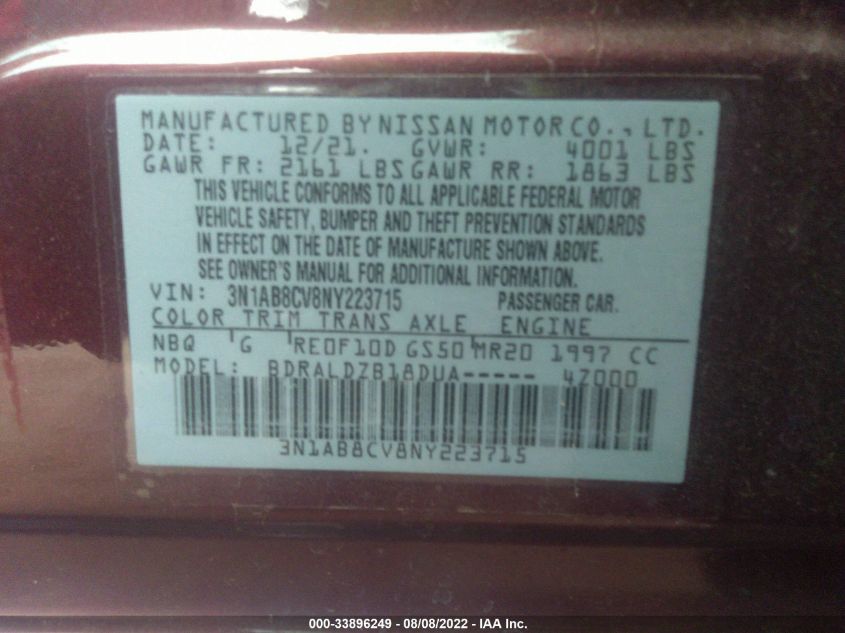 MANUFACTURED BY NISSAN MOTOR CO., LTD.
DATE: 12/21. GVWR: 4001 LBS
GAWR FR: 2161 LBS GAWR RR: 1863 LBS
THIS VEHICLE CONFORMS TO ALL APPLICABLE FEDERAL MOTOR
VEHICLE SAFETY, BUMPER AND THEFT PREVENTION STANDARDS
IN EFFECT ON THE DATE OF MANUFACTURE SHOWN ABOVE.
SEE OWNER'S MANUAL FOR ADDITIONAL INFORMATION.
VIN: 3N1AB8CV8NY223715 PASSENGER CAR.
COLOR TRIM TRANS AXLE ENGINE
NBQ G RE0F10D GS50 MR20 1997 CC
MODEL: BDRALDZB18DUA----- 4Z000
3N1AB8CV8NY223715
000-33896249 - 08/08/2022 - IAA Inc.